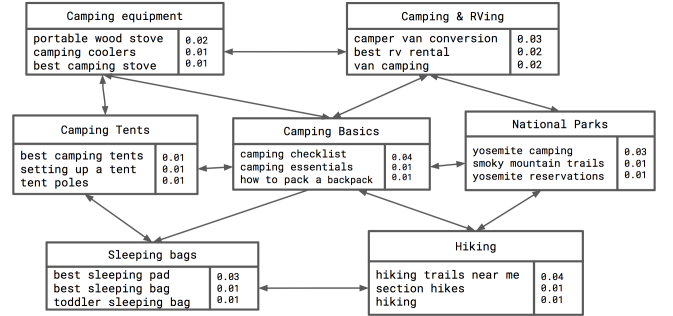 Camping equipment
portable wood stove 0.02
camping coolers 0.01
best camping stove 0.01
Camping & RVing
camper van conversion 0.03
best rv rental 0.02
van camping 0.02
Camping Tents
best camping tents 0.01
setting up a tent 0.01
tent poles 0.01
Camping Basics
camping checklist 0.04
camping essentials 0.01
how to pack a backpack 0.01
National Parks
yosemite camping 0.03
smoky mountain trails 0.01
yosemite reservations 0.01
Sleeping bags
best sleeping pad 0.03
best sleeping bag 0.01
toddler sleeping bag 0.01
Hiking
hiking trails near me 0.04
section hikes 0.01
hiking 0.01